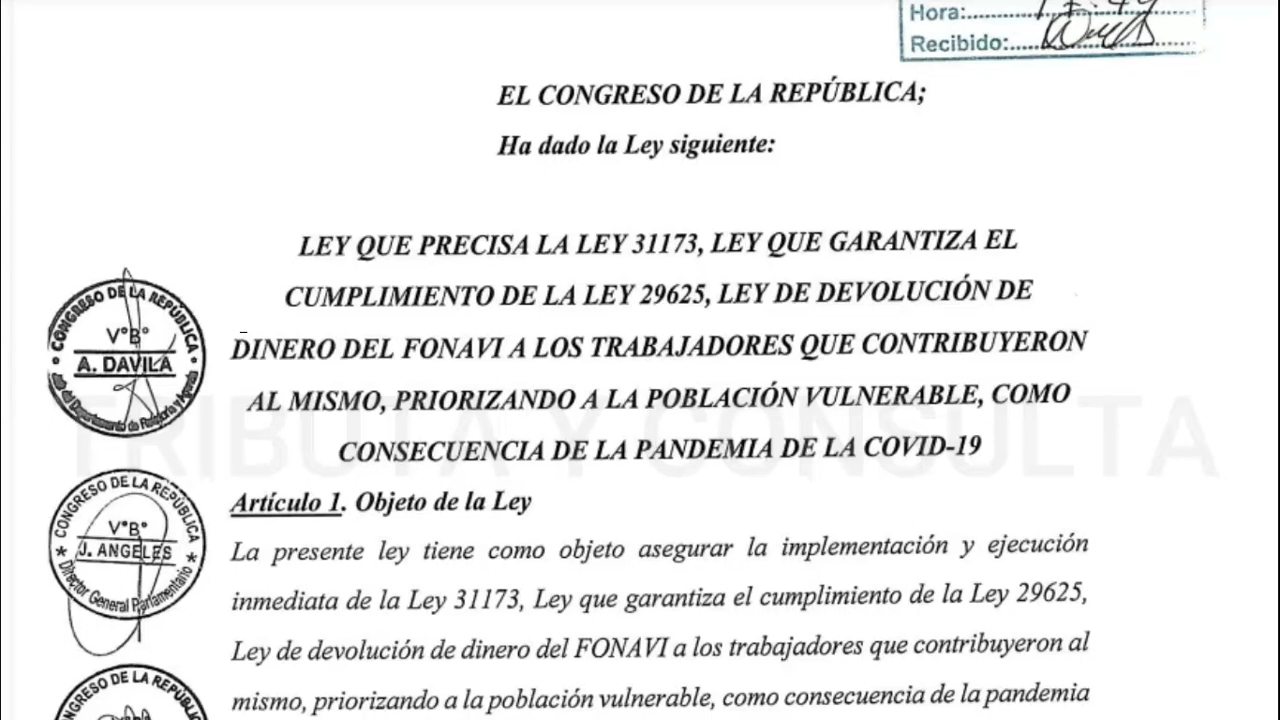 Hora:
Recibido:
EL CONGRESO DE LA REPÚBLICA;
Ha dado la Ley siguiente:
LEY QUE PRECISA LA LEY 31173, LEY QUE GARANTIZA EL
CUMPLIMIENTO DE LA LEY 29625, LEY DE DEVOLUCIÓN DE
DINERO DEL FONAVI A LOS TRABAJADORES QUE CONTRIBUYERON
AL MISMO, PRIORIZANDO A LA POBLACIÓN VULNERABLE, COMO
CONSECUENCIA DE LA PANDEMIA DE LA COVID-19
Artículo 1. Objeto de la Ley
La presente ley tiene como objeto asegurar la implementación y ejecución
inmediata de la Ley 31173, Ley que garantiza el cumplimiento de la Ley 29625,
Ley de devolución de dinero del FONAVI a los trabajadores que contribuyeron al
mismo, priorizando a la población vulnerable, como consecuencia de la pandemia
CONGRESO DE LA REPÚBLICA
V°B°
A. DAVILA
CONGRESO DE LA REPÚBLICA
V°B°
J. ANGELES
Director General Parlamentario
CONGRESO DE LA REPÚBLICA
TRIBUTA Y CONSULTA